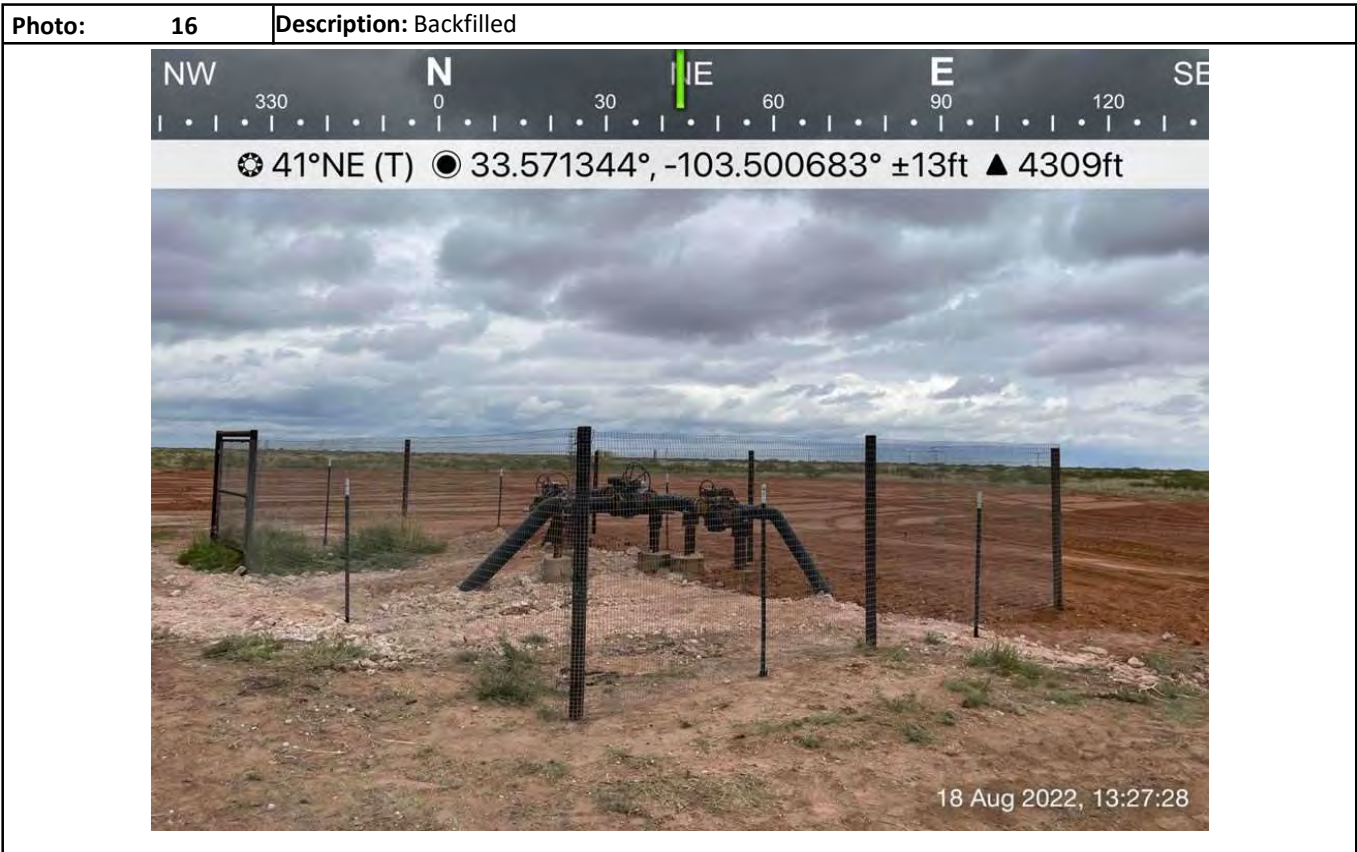 Photo: 16 Description: Backfilled
NW N NE E SE
330 0 30 60 90 120
41°NE (T) 33.571344°, -103.500683° ±13ft ▲ 4309ft
18 Aug 2022, 13:27:28